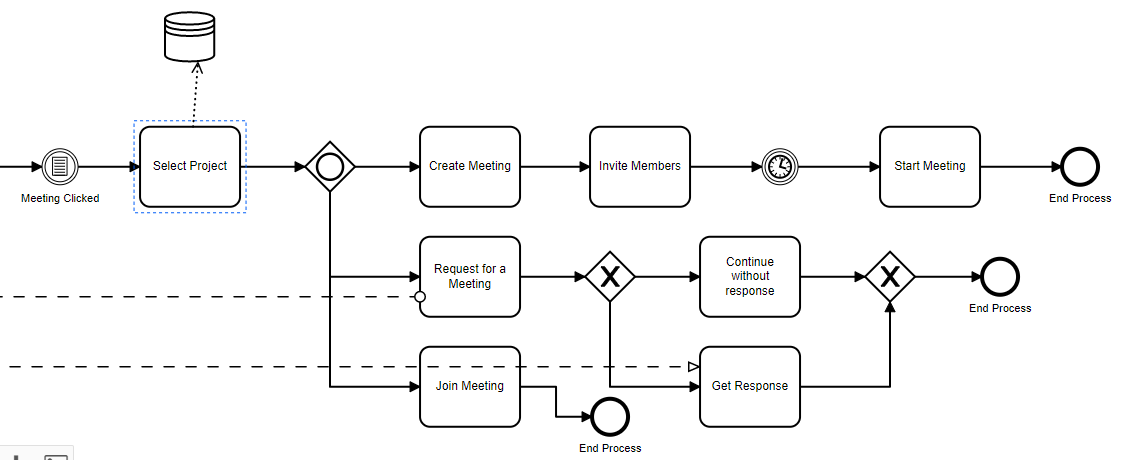 Meeting Clicked
Select Project
Create Meeting
Invite Members
Start Meeting
End Process
Request for a
Meeting
Continue
without
response
End Process
Join Meeting
Get Response
End Process